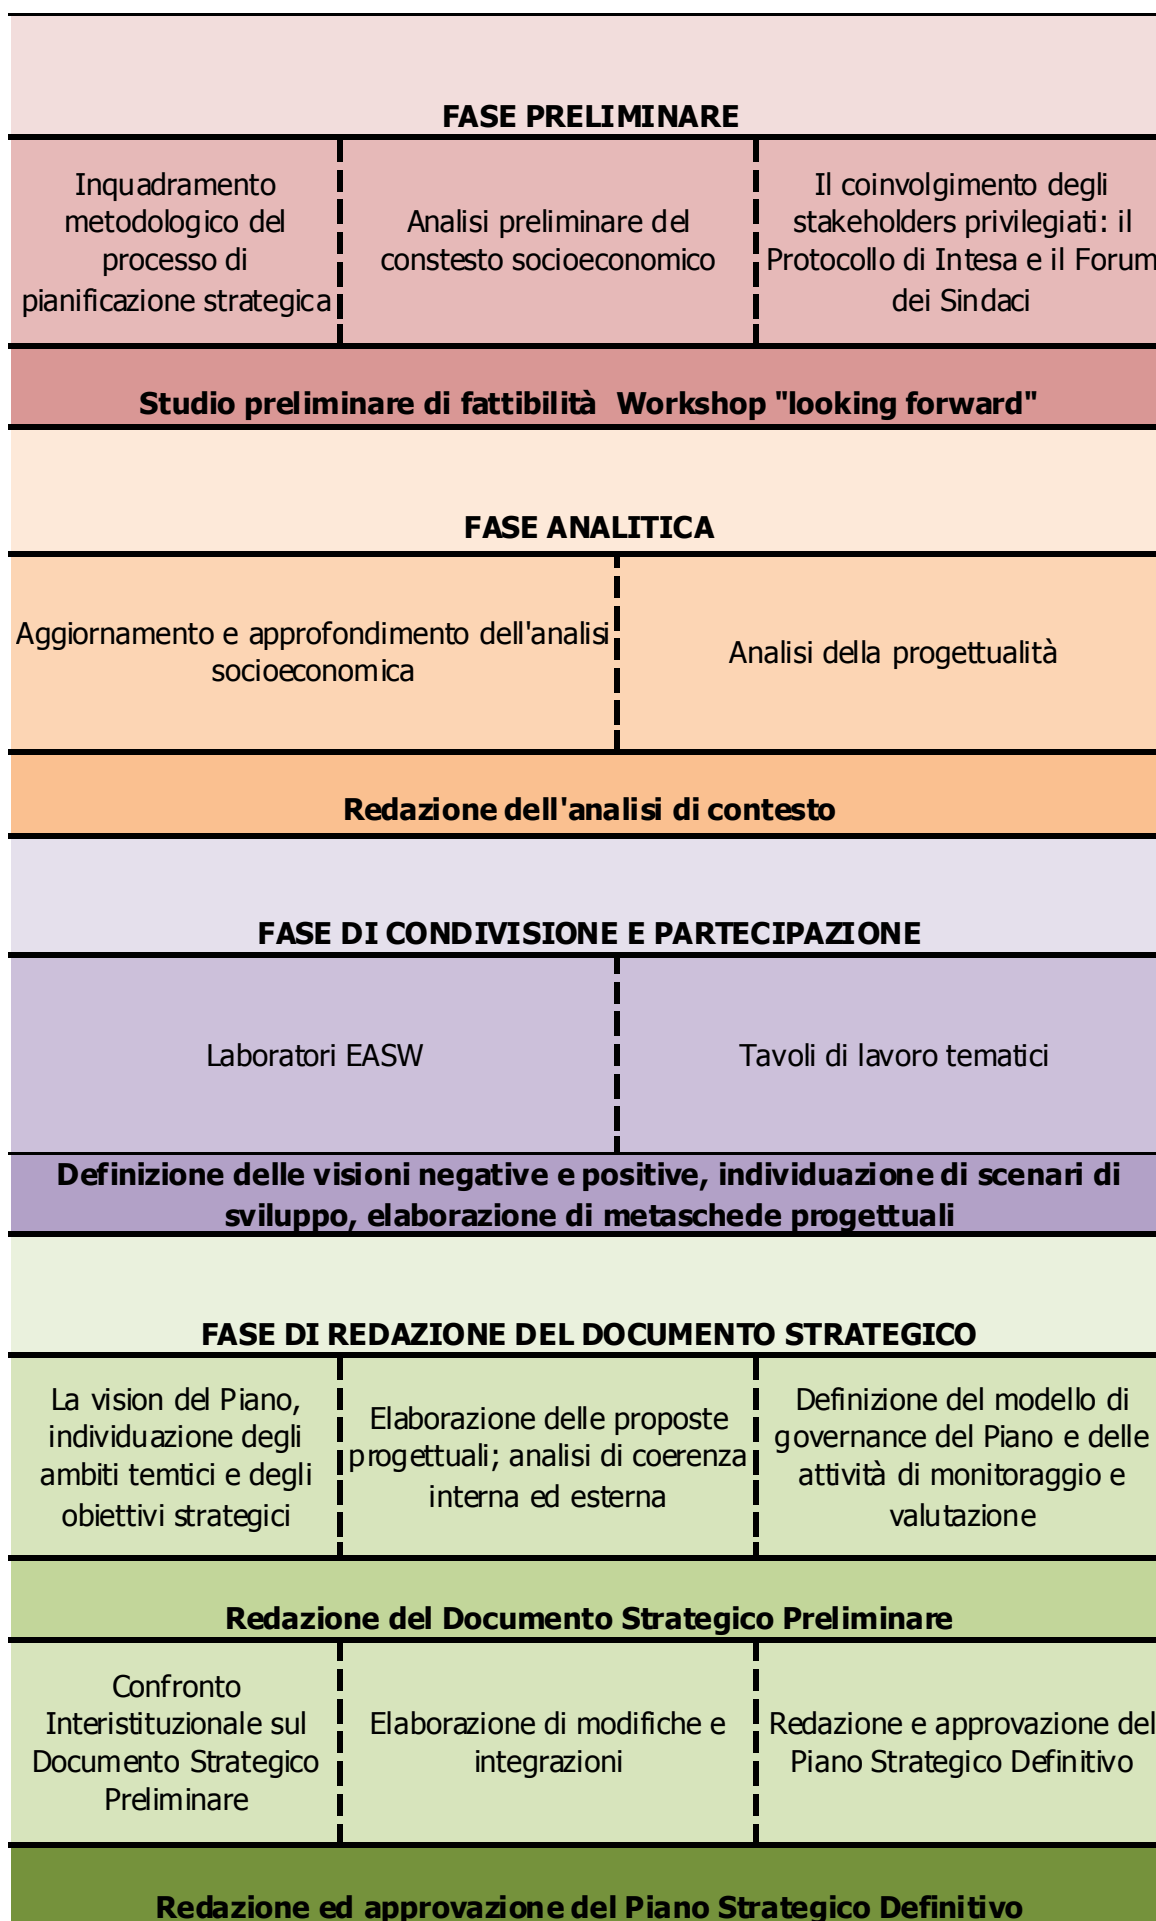 FASE PRELIMINARE
Inquadramento
metodologico del
processo di
pianificazione strategica
Analisi preliminare del
constesto socioeconomico
Il coinvolgimento degli
stakeholders privilegiati: il
Protocollo di Intesa e il Forum
dei Sindaci
Studio preliminare di fattibilità  Workshop "looking forward"
FASE ANALITICA
Aggiornamento e approfondimento dell'analisi
socioeconomica
Analisi della progettualità
Redazione dell'analisi di contesto
FASE DI CONDIVISIONE E PARTECIPAZIONE
Laboratori EASW
Tavoli di lavoro tematici
Definizione delle visioni negative e positive, individuazione di scenari di
sviluppo, elaborazione di metaschede progettuali
FASE DI REDAZIONE DEL DOCUMENTO STRATEGICO
La vision del Piano,
individuazione degli
ambiti temtici e degli
obiettivi strategici
Elaborazione delle proposte
progettuali; analisi di coerenza
interna ed esterna
Definizione del modello di
governance del Piano e delle
attività di monitoraggio e
valutazione
Redazione del Documento Strategico Preliminare
Confronto
Interistituzionale sul
Documento Strategico
Preliminare
Elaborazione di modifiche e
integrazioni
Redazione e approvazione del
Piano Strategico Definitivo
Redazione ed approvazione del Piano Strategico Definitivo